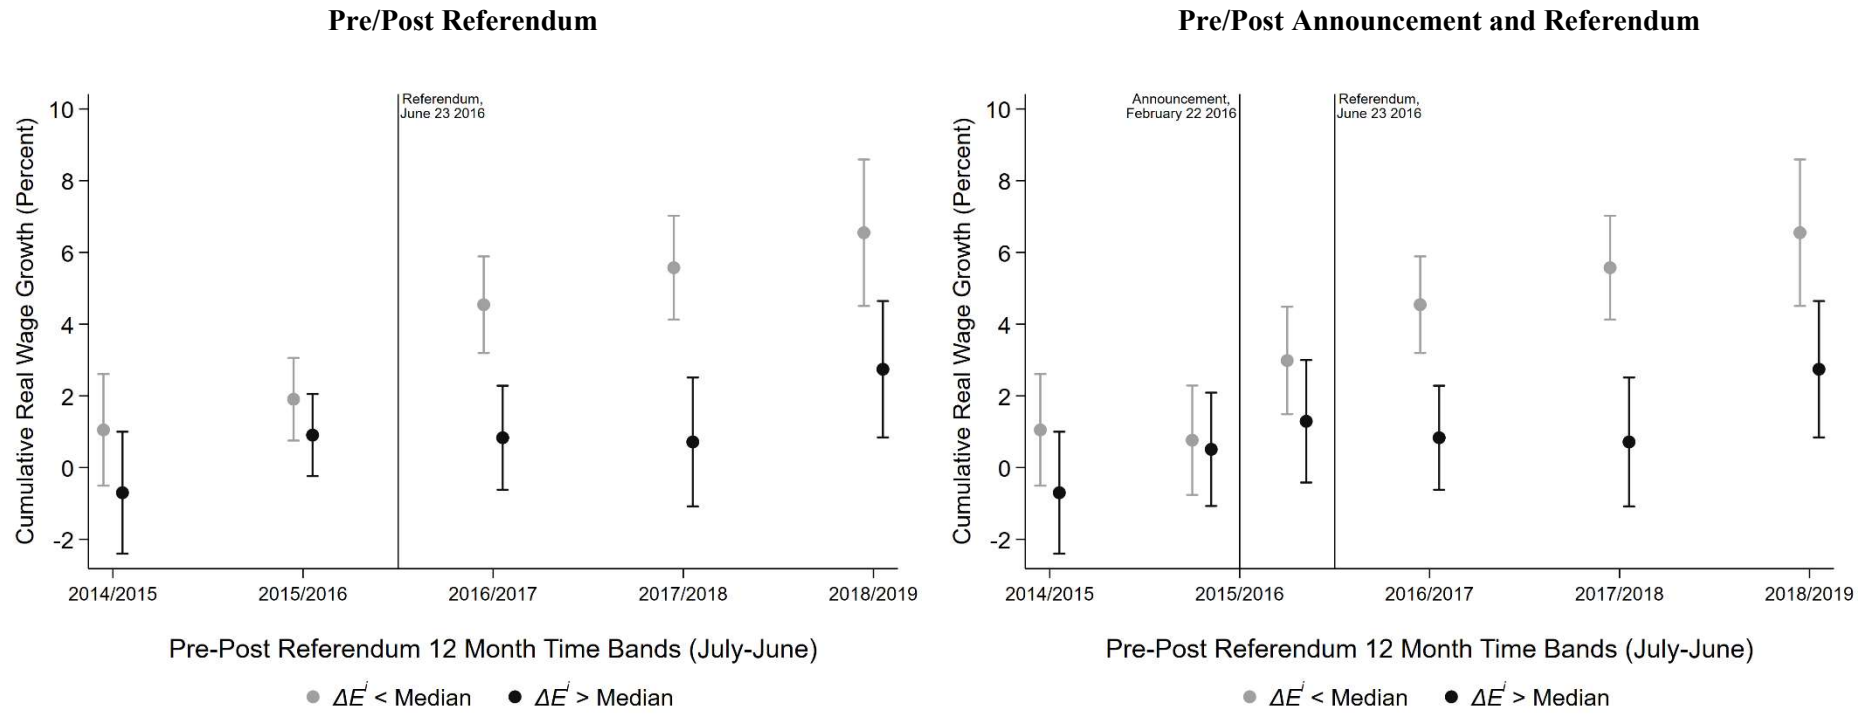 Pre/Post Referendum
Referendum,
June 23 2016
Cumulative Real Wage Growth (Percent)
10
8
6
4
2
0
-2
2014/2015 2015/2016 2016/2017 2017/2018 2018/2019
Pre-Post Referendum 12 Month Time Bands (July-June)
ΔEⁱ < Median ΔEⁱ > Median
Pre/Post Announcement and Referendum
Announcement,
February 22 2016
Referendum,
June 23 2016
Cumulative Real Wage Growth (Percent)
10
8
6
4
2
0
-2
2014/2015 2015/2016 2016/2017 2017/2018 2018/2019
Pre-Post Referendum 12 Month Time Bands (July-June)
ΔEⁱ < Median ΔEⁱ > Median